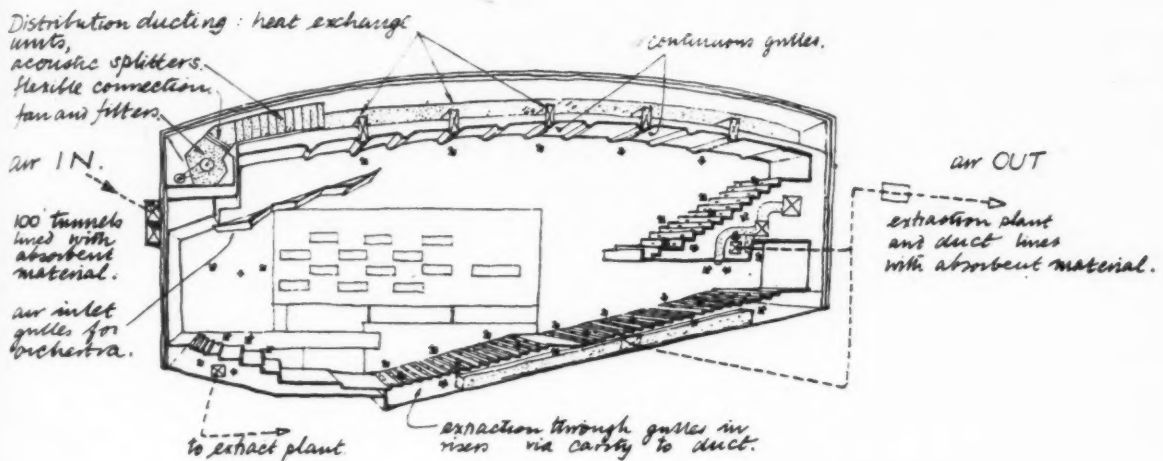 Distribution ducting : heat exchange
units,
acoustic splitters.
flexible connection.
fan and filters.
continuous grilles.
air IN.
100' tunnels
lined with
absorbent
material.
air inlet
grilles for
orchestra.
air OUT
extraction plant
and duct lines
with absorbent material.
to extract plant.
extraction through grilles in
risers via cavity to duct.